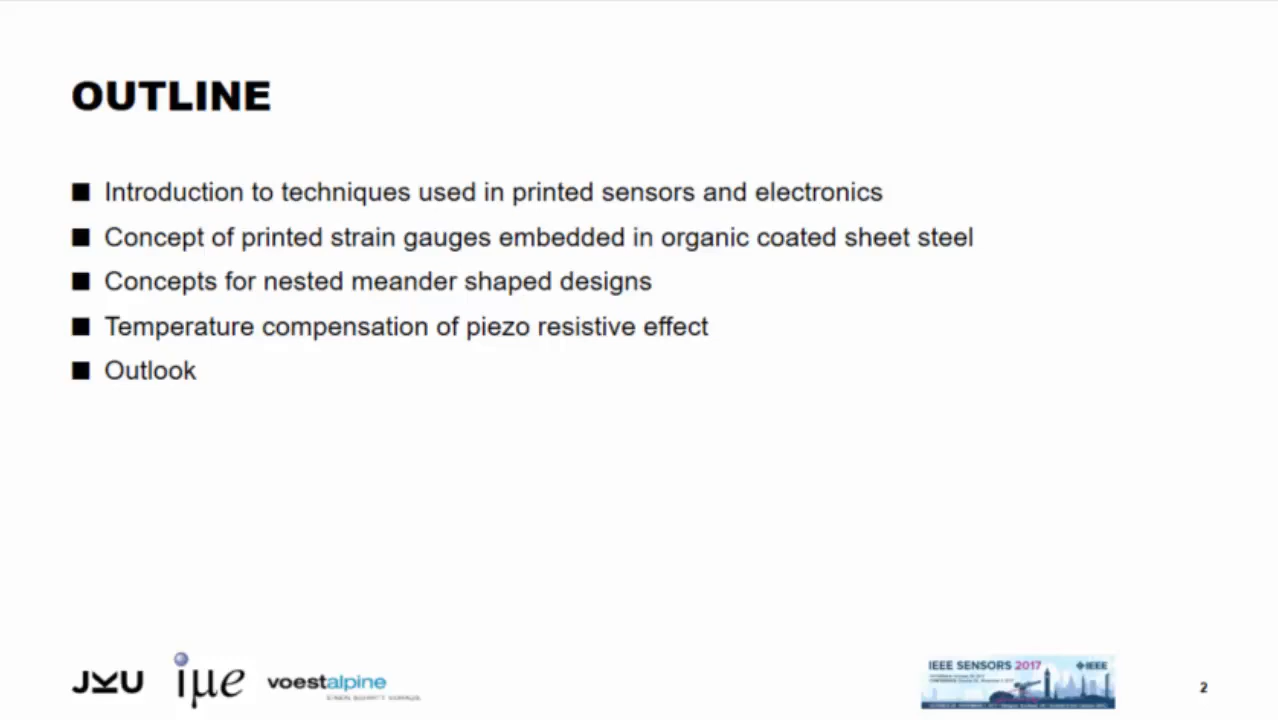 OUTLINE
■ Introduction to techniques used in printed sensors and electronics
■ Concept of printed strain gauges embedded in organic coated sheet steel
■ Concepts for nested meander shaped designs
■ Temperature compensation of piezo resistive effect
■ Outlook
JKU iμe voestalpine
IEEE SENSORS 2017 IEEE
2